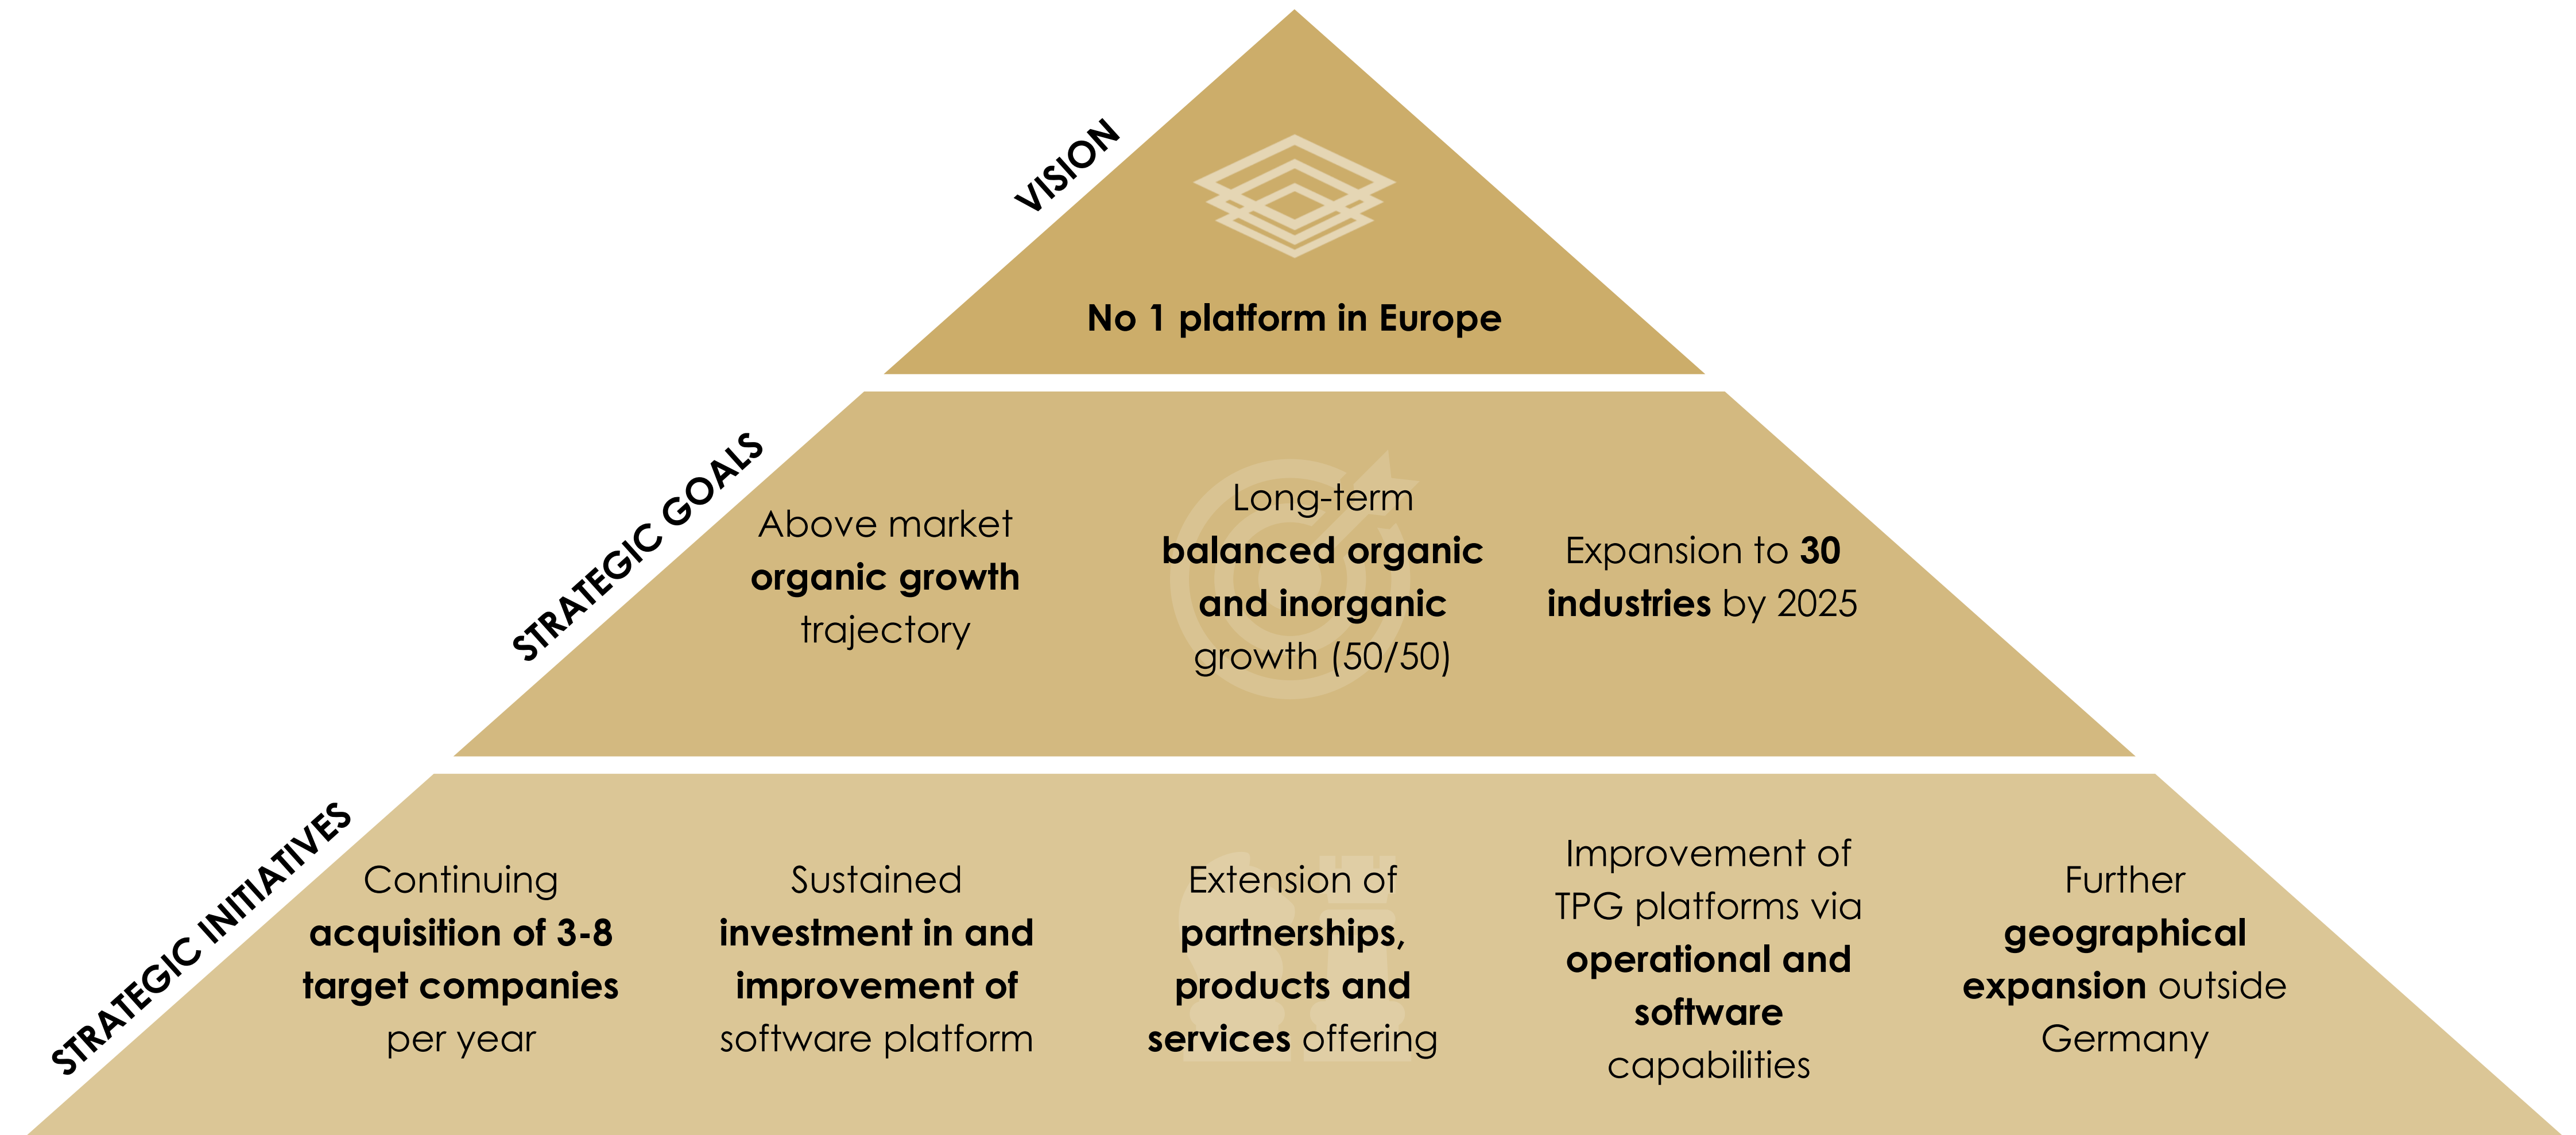 VISION
No 1 platform in Europe
STRATEGIC GOALS
Above market
organic growth
trajectory
Long-term
balanced organic
and inorganic
growth (50/50)
Expansion to 30
industries by 2025
STRATEGIC INITIATIVES
Continuing
acquisition of 3-8
target companies
per year
Sustained
investment in and
improvement of
software platform
Extension of
partnerships,
products and
services offering
Improvement of
TPG platforms via
operational and
software
capabilities
Further
geographical
expansion outside
Germany